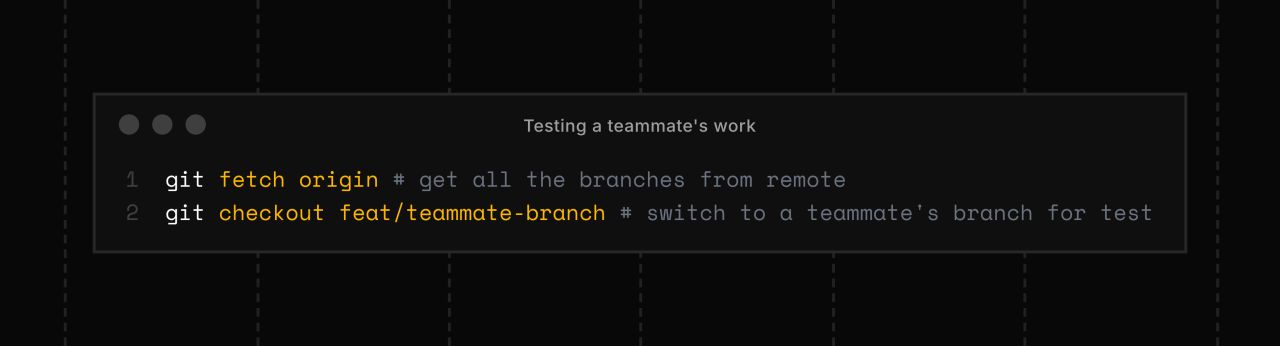 Testing a teammate's work
1 git fetch origin # get all the branches from remote
2 git checkout feat/teammate-branch # switch to a teammate's branch for test